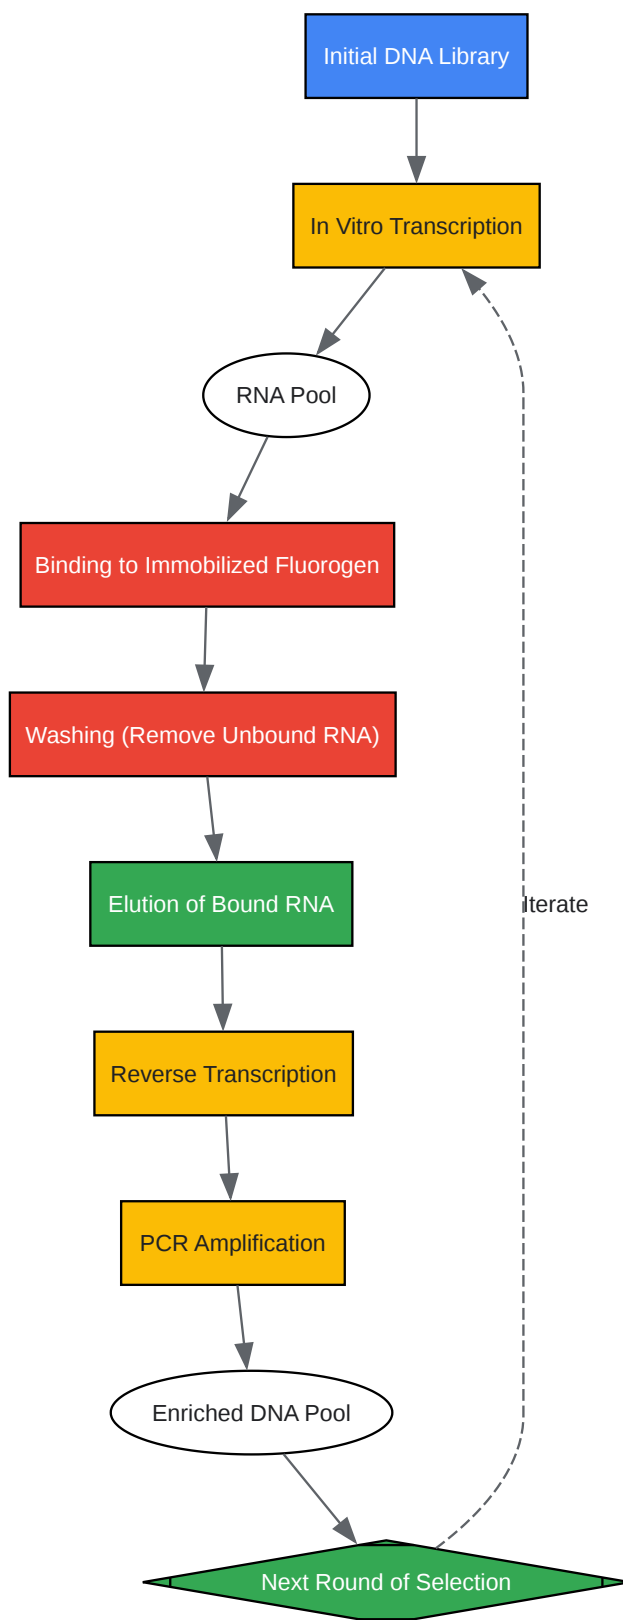 Initial DNA Library
In Vitro Transcription
RNA Pool
Binding to Immobilized Fluorogen
Washing (Remove Unbound RNA)
Elution of Bound RNA
Iterate
Reverse Transcription
PCR Amplification
Enriched DNA Pool
Next Round of Selection